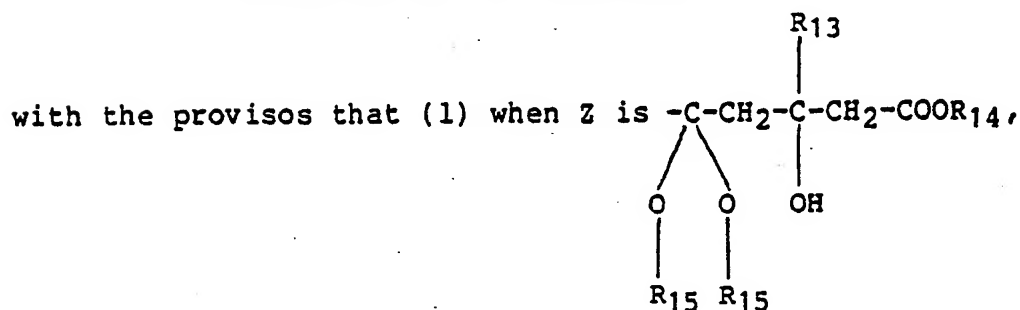 R13
with the provisos that (1) when Z is -C-CH2-C-CH2-COOR14,
O O OH
R15 R15